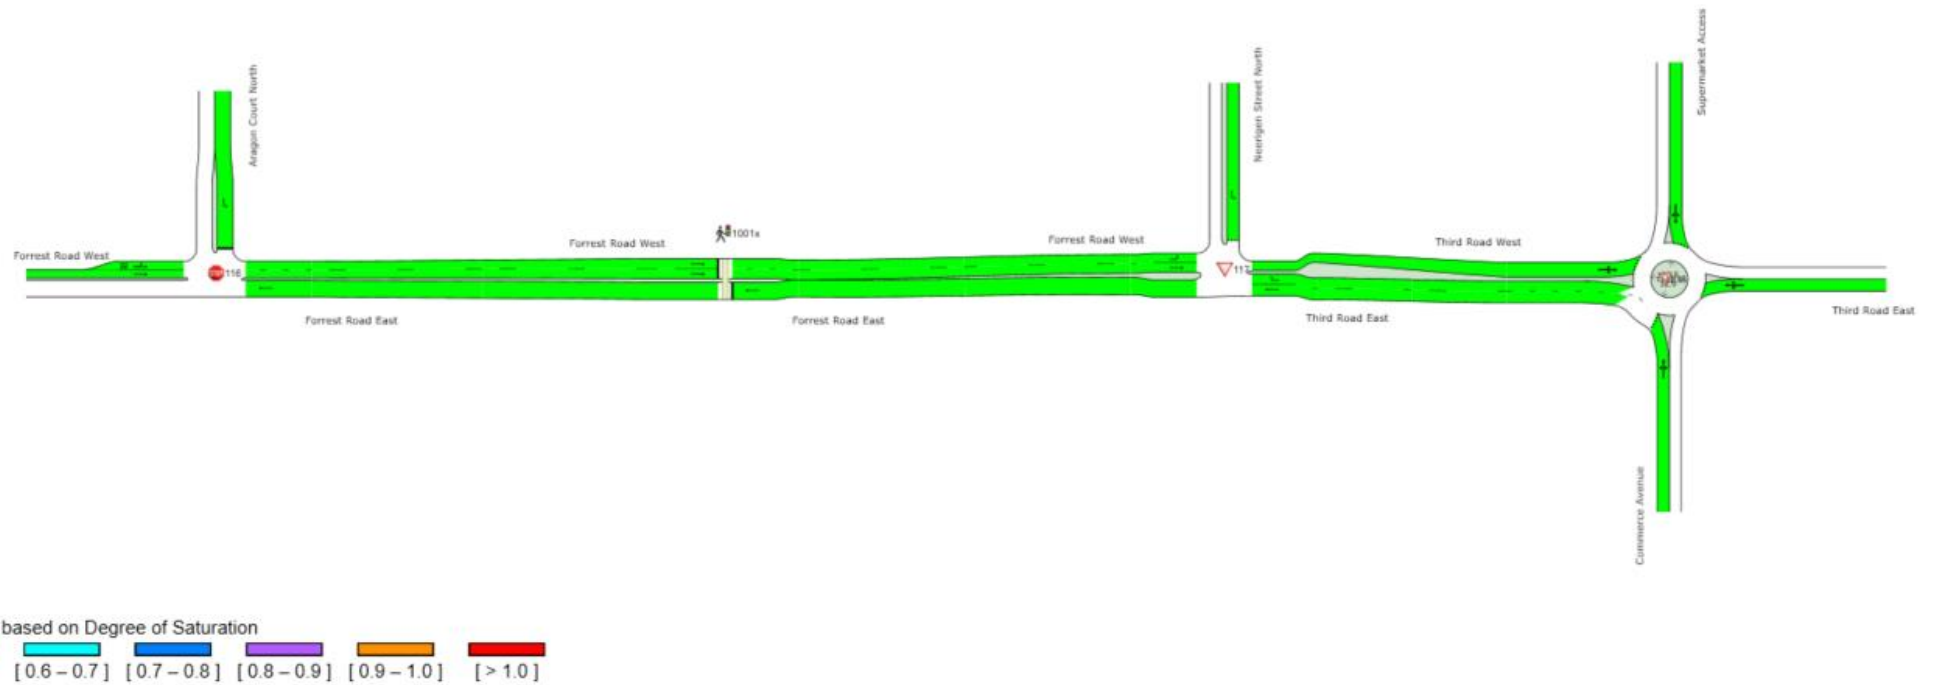 Supermarket Access
Neerigen Street North
Aragon Court North
1001x
Forrest Road West
Forrest Road West
Third Road West
Forrest Road West
116
117
Third Road East
Third Road East
Forrest Road East
Forrest Road East
Commerce Avenue
based on Degree of Saturation
[ 0.6 – 0.7 ] [ 0.7 – 0.8 ] [ 0.8 – 0.9 ] [ 0.9 – 1.0 ] [ > 1.0 ]